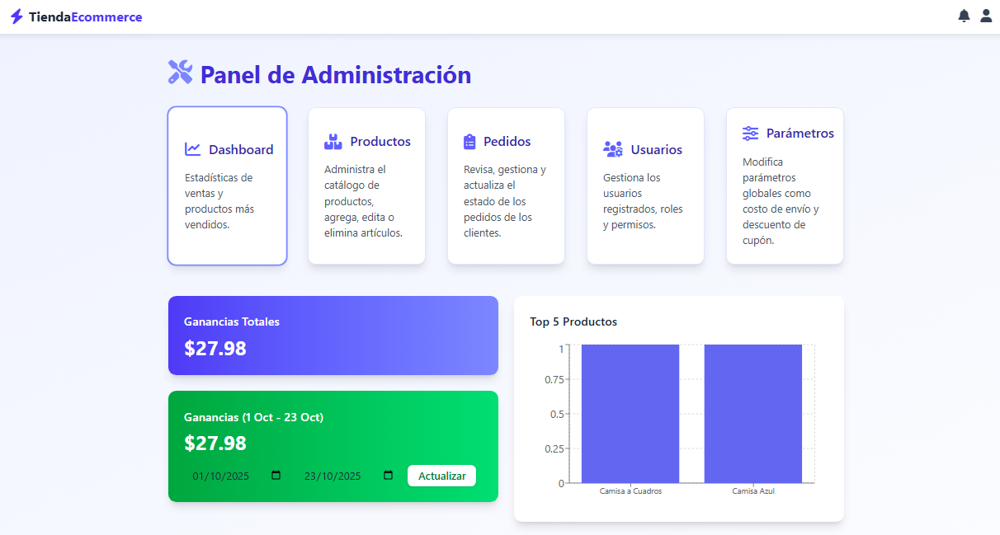 TiendaEcommerce
Panel de Administración
Dashboard
Estadísticas de
ventas y
productos más
vendidos.
Productos
Administra el
catálogo de
productos,
agrega, edita o
elimina artículos.
Pedidos
Revisa, gestiona y
actualiza el
estado de los
pedidos de los
clientes.
Usuarios
Gestiona los
usuarios
registrados, roles
y permisos.
Parámetros
Modifica
parámetros
globales como
costo de envío y
descuento de
cupón.
Ganancias Totales
$27.98
Ganancias (1 Oct - 23 Oct)
$27.98
01/10/2025 23/10/2025 Actualizar
Top 5 Productos
1
0.75
0.5
0.25
0
Camisa a Cuadros Camisa Azul